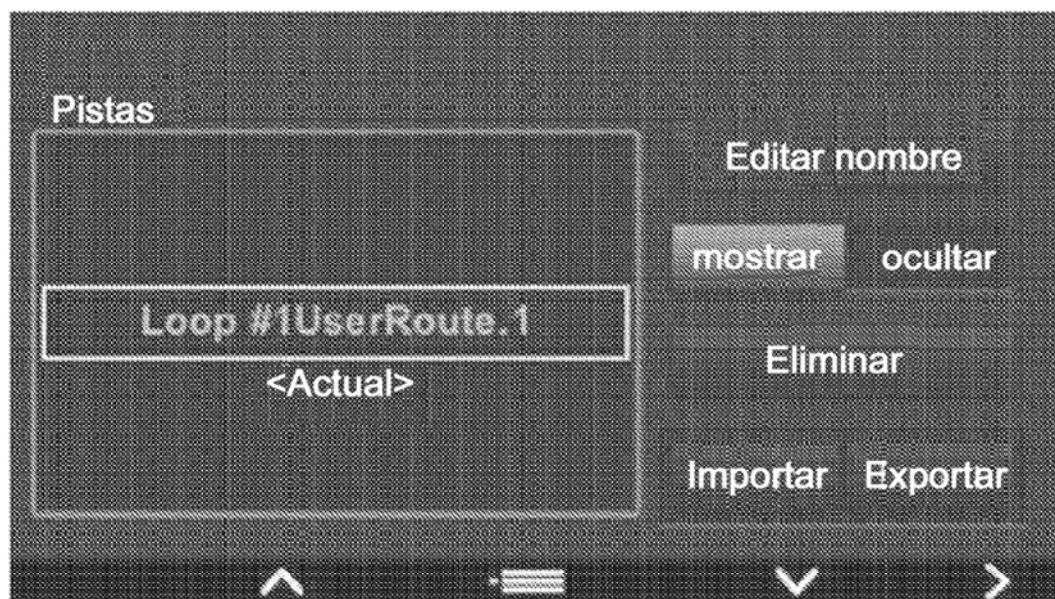 Pistas
Loop #1UserRoute.1
<Actual>
Editar nombre
mostrar ocultar
Eliminar
Importar Exportar